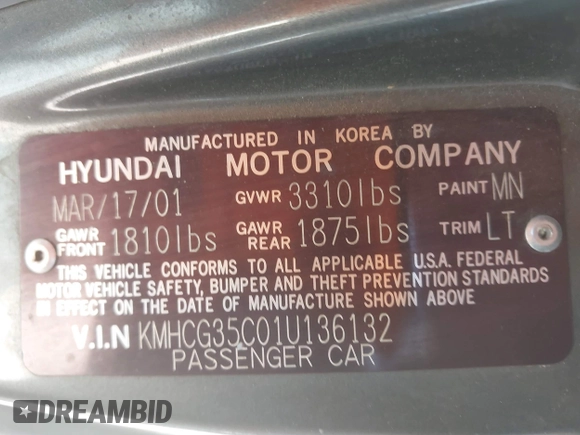 MANUFACTURED IN KOREA BY
HYUNDAI MOTOR COMPANY
MAR/17/01 GVWR 3310lbs PAINT MN
GAWR FRONT 1810lbs GAWR REAR 1875lbs TRIM LT
THIS VEHICLE CONFORMS TO ALL APPLICABLE U.S.A. FEDERAL
MOTOR VEHICLE SAFETY, BUMPER AND THEFT PREVENTION STANDARDS
IN EFFECT ON THE DATE OF MANUFACTURE SHOWN ABOVE
V.I.N KMHCG35C01U136132
PASSENGER CAR
DREAMBID